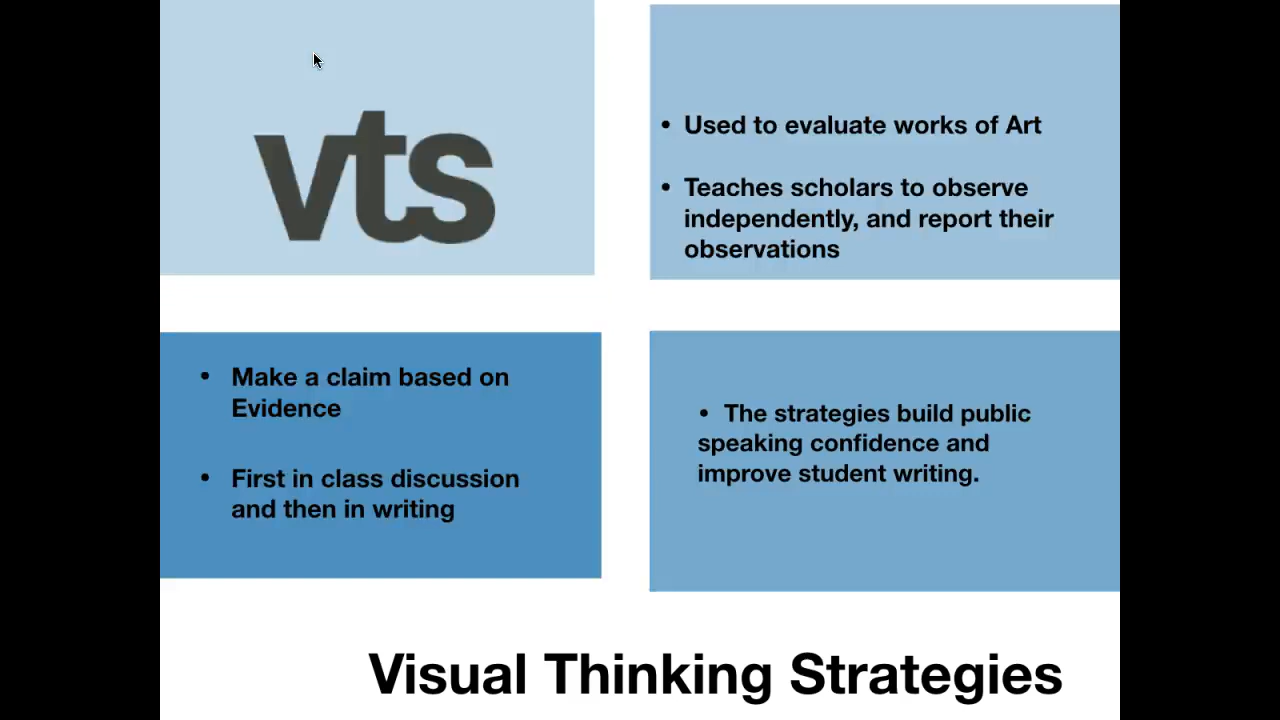 vts
• Used to evaluate works of Art
• Teaches scholars to observe
independently, and report their
observations
• Make a claim based on
Evidence
• First in class discussion
and then in writing
• The strategies build public
speaking confidence and
improve student writing.
Visual Thinking Strategies